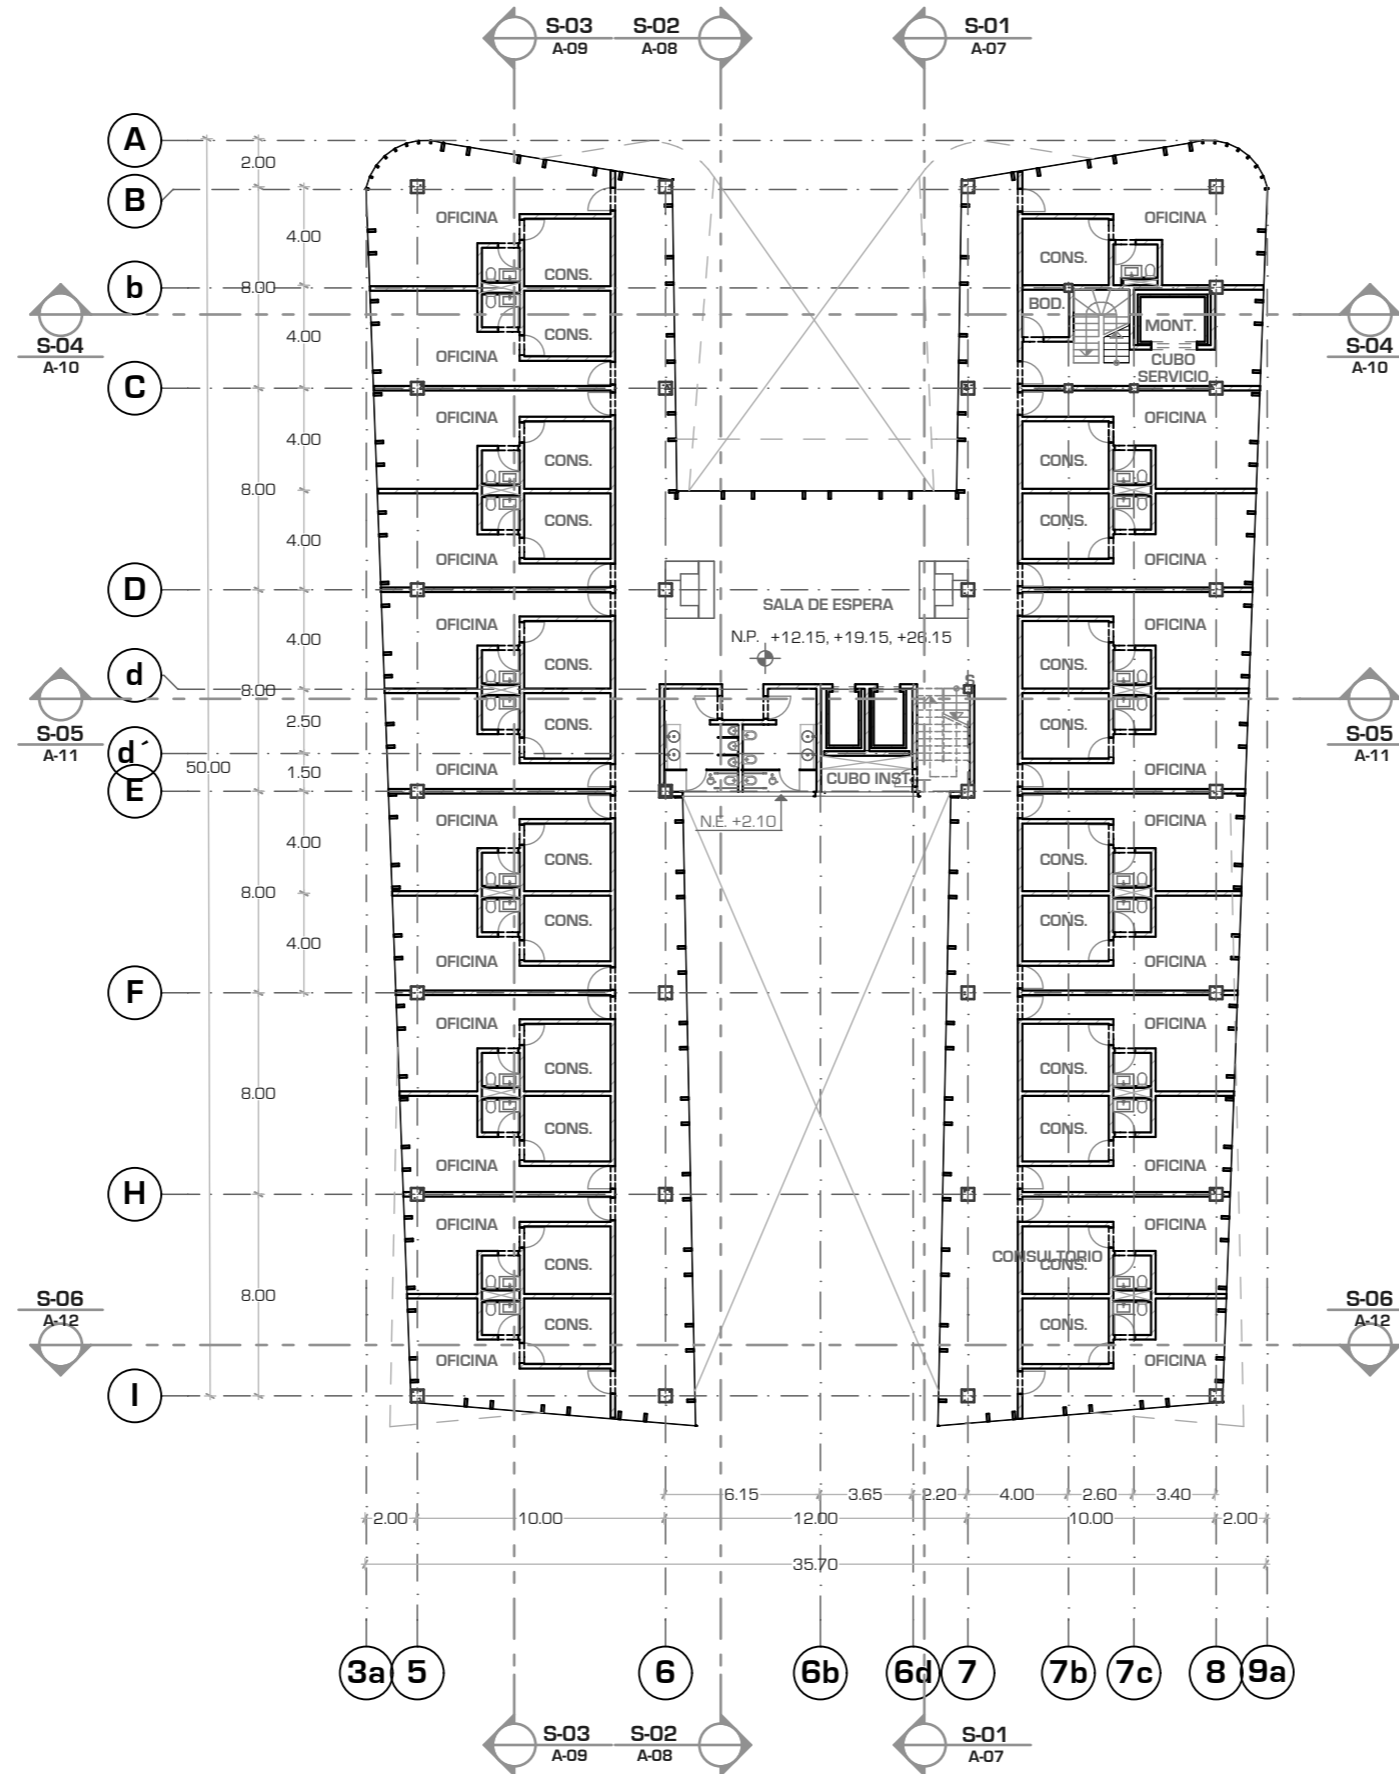 S-03 S-02 S-01
A-09 A-08 A-07
A
2.00
B
OFICINA OFICINA
4.00
CONS. CONS.
b 8.00
BOD.
S-04 MONT. S-04
A-10 4.00 CONS. A-10
OFICINA CUBO
SERVICIO
C
OFICINA OFICINA
4.00
CONS. CONS.
8.00
CONS. CONS.
4.00
OFICINA OFICINA
D
SALA DE ESPERA
OFICINA OFICINA
4.00 N.P. +12.15, +19.15, +26.15
CONS. CONS.
d S
8.00
S-05 2.50 CONS. CONS. S-05
A-11 A-11
d´
50.00 1.50 OFICINA CUBO INST. OFICINA
E
OFICINA N.E. +2.10 OFICINA
4.00
CONS. CONS.
8.00
CONS. CONS.
4.00
OFICINA OFICINA
F
OFICINA OFICINA
CONS. CONS.
8.00
CONS. CONS.
OFICINA OFICINA
H
OFICINA OFICINA
CONSULTORIO
CONS. CONS.
8.00
S-06 S-06
A-12 CONS. CONS. A-12
OFICINA OFICINA
I
6.15 3.65 2.20 4.00 2.60 3.40
2.00 10.00 12.00 10.00 2.00
35.70
3a 5 6 6b 6d 7 7b 7c 8 9a
S-03 S-02 S-01
A-09 A-08 A-07